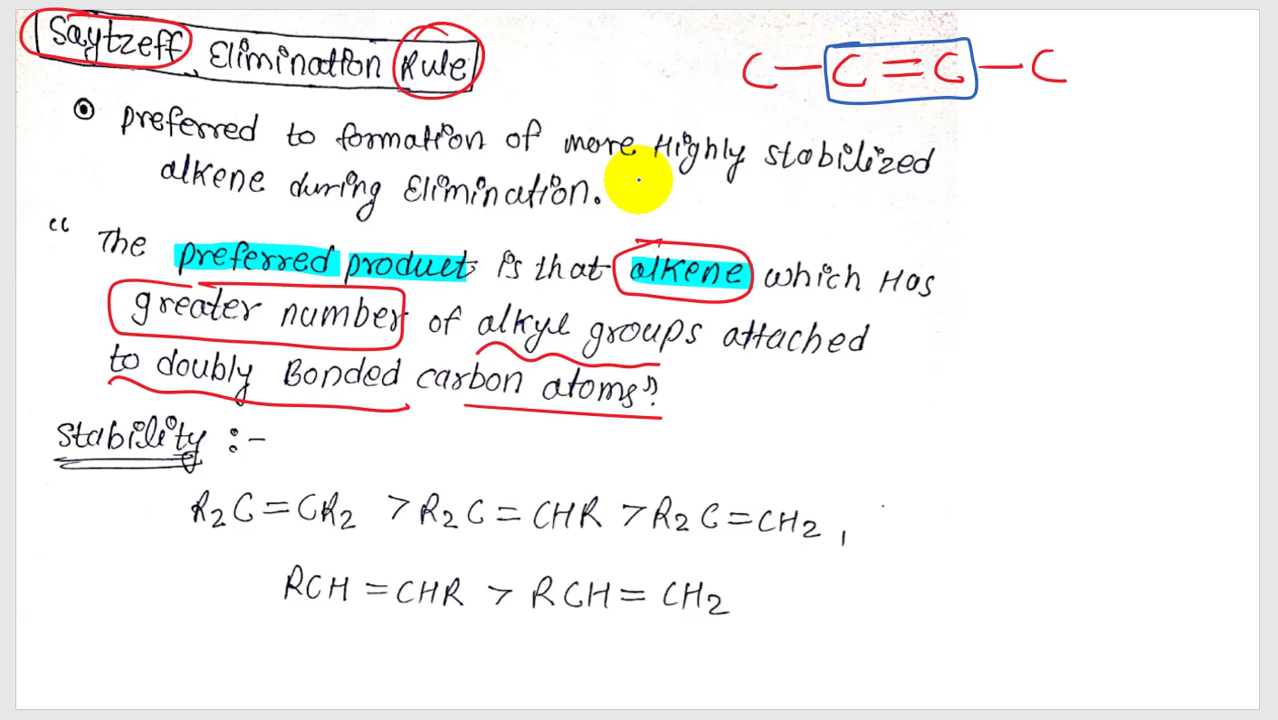 Saytzeff Elimination Rule
C-C=C-C
preferred to formation of more Highly stabilized
alkene during Elimination.
“ The preferred product is that alkene which Has
greater number of alkyl groups attached
to doubly Bonded carbon atoms”.
Stability :-
R2C=CR2 > R2C=CHR > R2C=CH2,
RCH=CHR > RCH=CH2